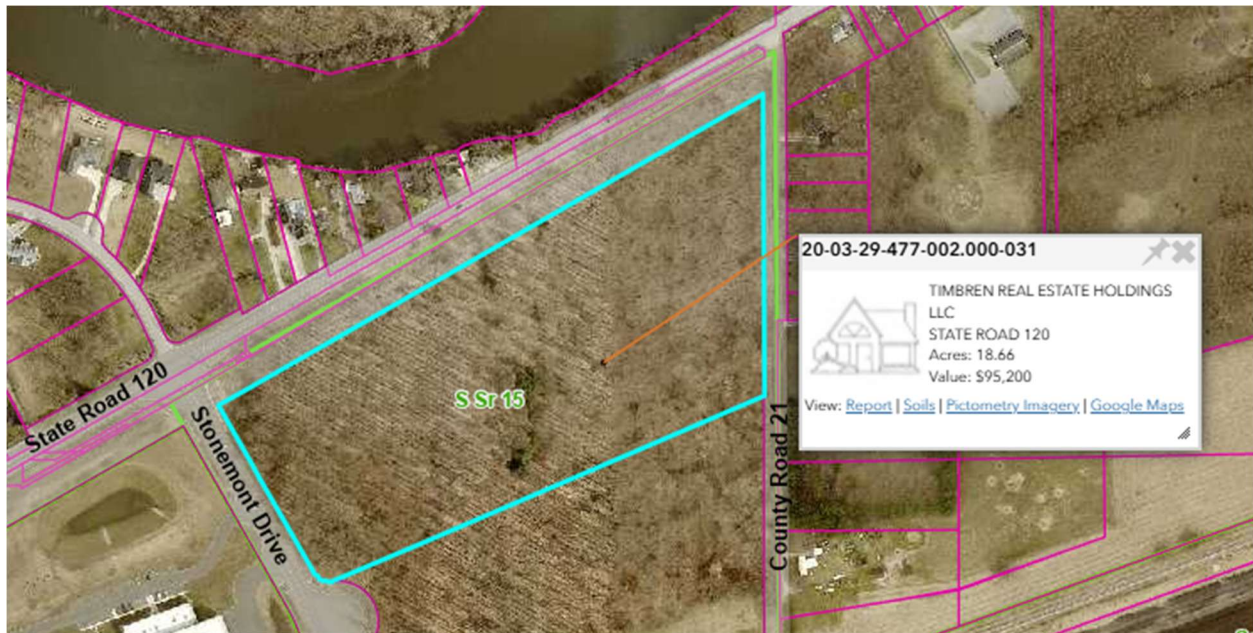 20-03-29-477-002.000-031
TIMBREN REAL ESTATE HOLDINGS
LLC
STATE ROAD 120
Acres: 18.66
Value: $95,200
View: Report | Soils | Pictometry Imagery | Google Maps
State Road 120
S Sr 15
Stonemont Drive
County Road 21